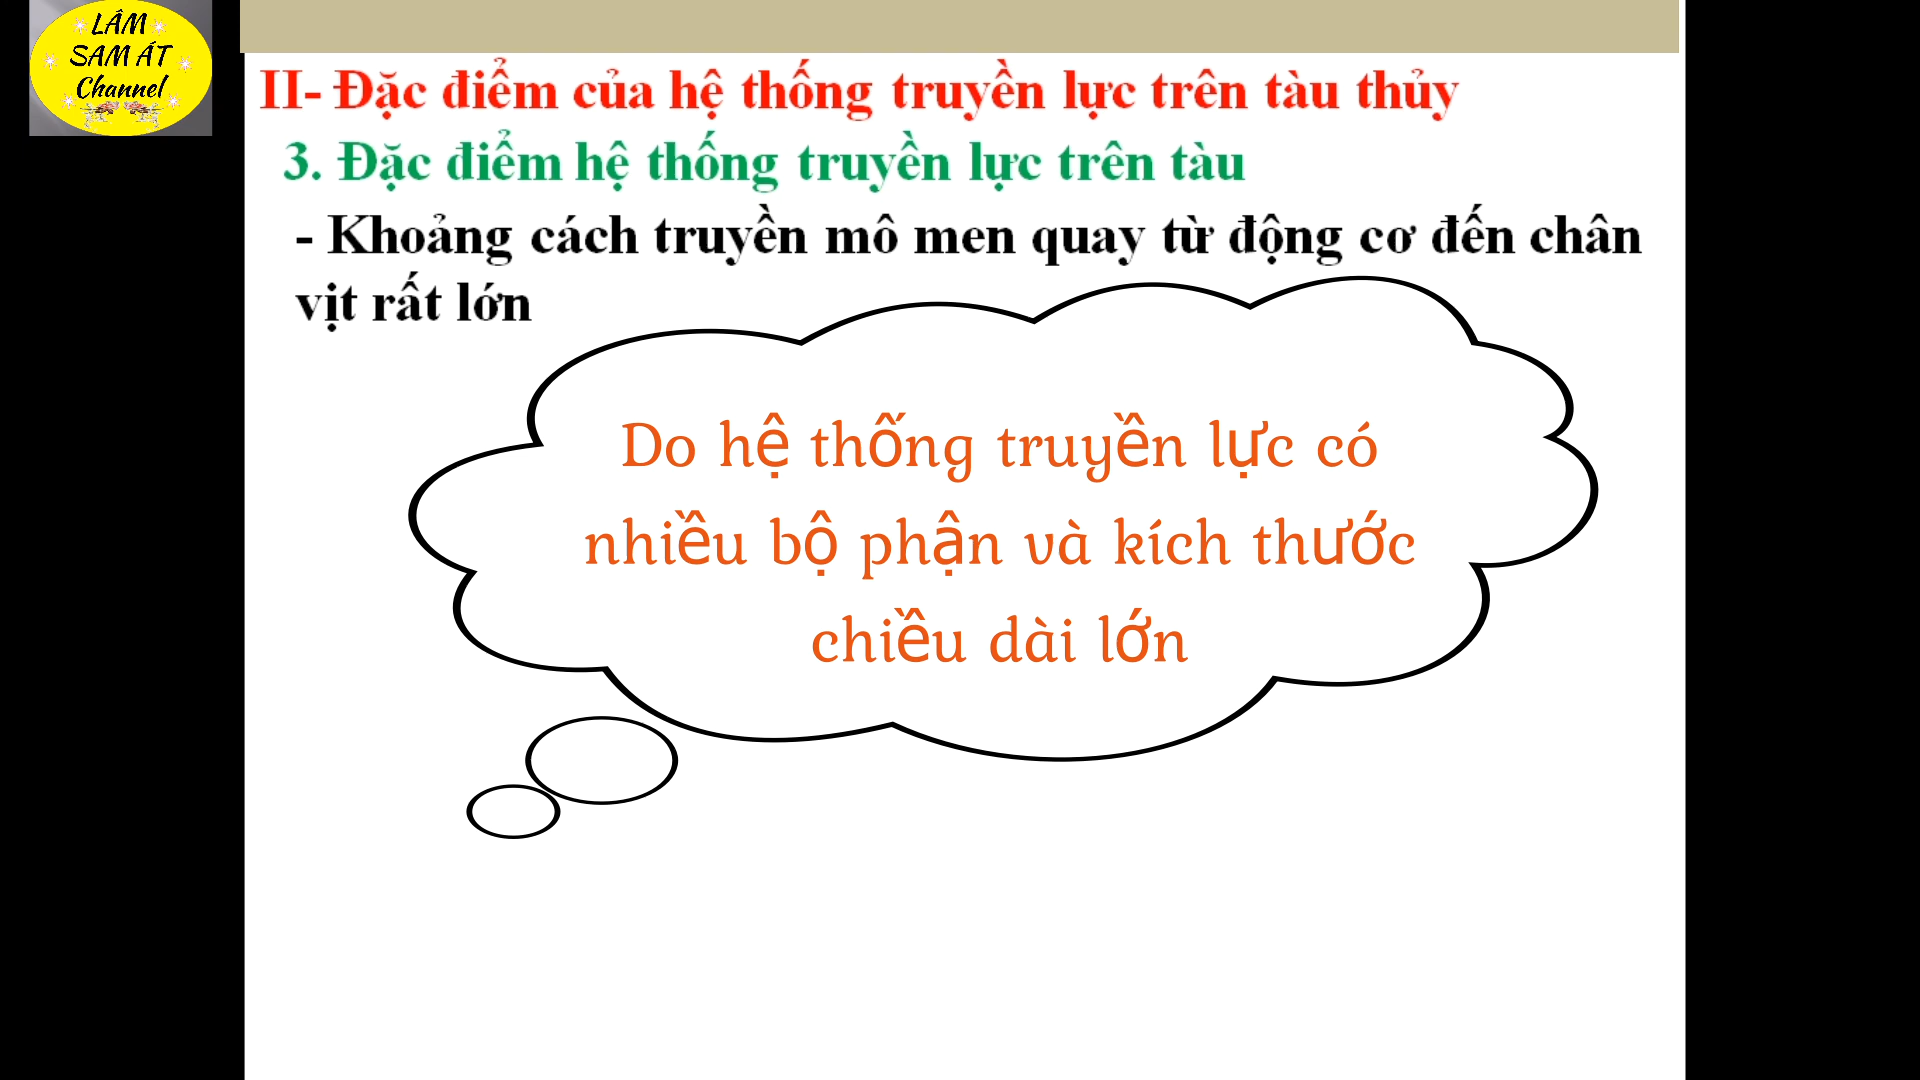 LÂM
SAM ÁT
Channel
II- Đặc điểm của hệ thống truyền lực trên tàu thủy
3. Đặc điểm hệ thống truyền lực trên tàu
- Khoảng cách truyền mô men quay từ động cơ đến chân
vịt rất lớn
Do hệ thống truyền lực có
nhiều bộ phận và kích thước
chiều dài lớn